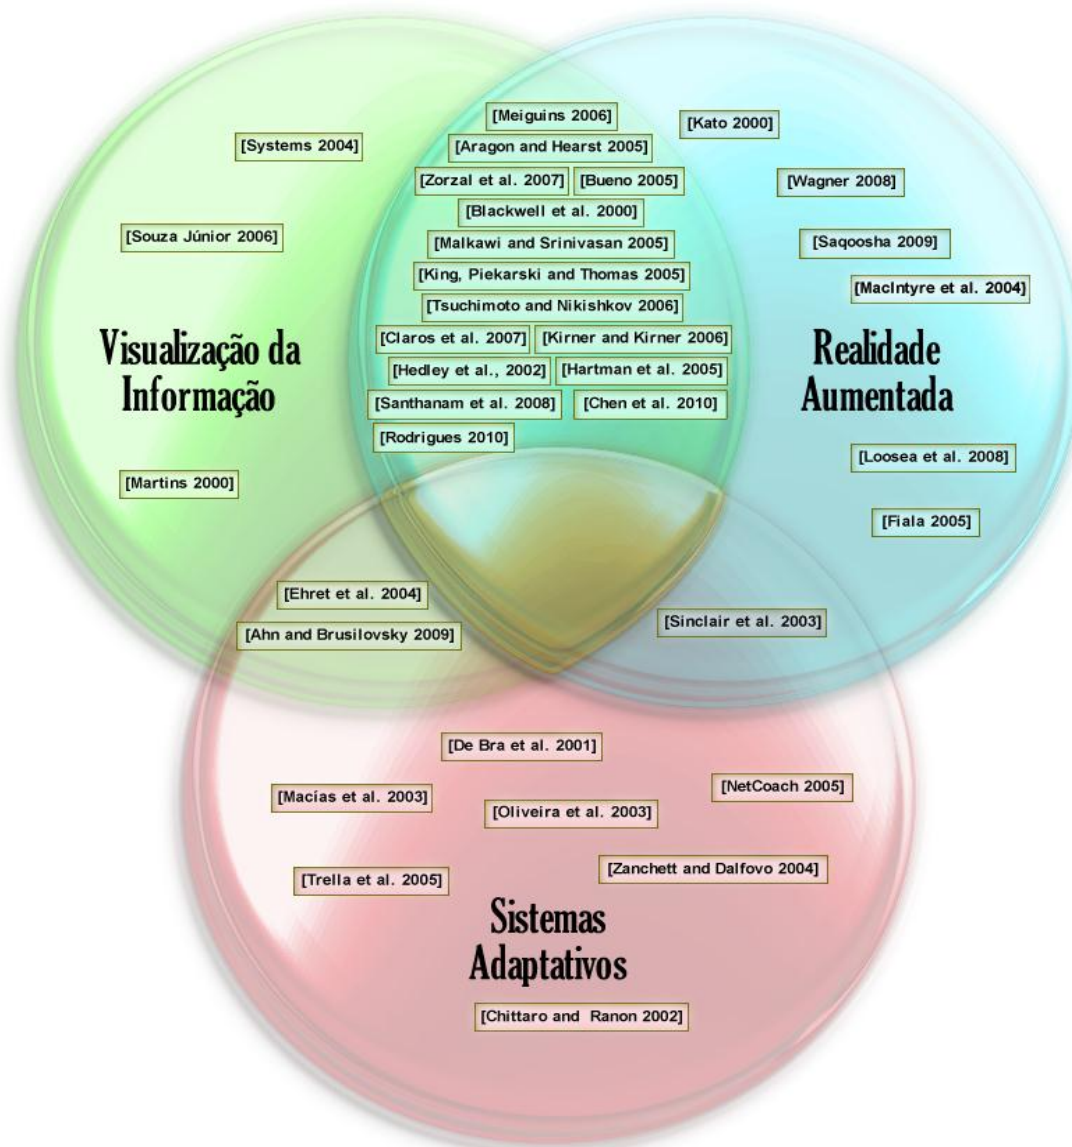 [Meiguins 2006]
[Kato 2000]
[Systems 2004]
[Aragon and Hearst 2005]
[Zorzal et al. 2007] [Bueno 2005]
[Wagner 2008]
[Blackwell et al. 2000]
[Souza Júnior 2006]
[Malkawi and Srinivasan 2005]
[Saqoosha 2009]
[King, Piekarski and Thomas 2005]
[MacIntyre et al. 2004]
[Tsuchimoto and Nikishkov 2006]
[Claros et al. 2007] [Kirner and Kirner 2006]
Visualização da
Informação
Realidade
Aumentada
[Hedley et al., 2002] [Hartman et al. 2005]
[Santhanam et al. 2008] [Chen et al. 2010]
[Rodrigues 2010]
[Loosea et al. 2008]
[Martins 2000]
[Fiala 2005]
[Ehret et al. 2004]
[Sinclair et al. 2003]
[Ahn and Brusilovsky 2009]
[De Bra et al. 2001]
[NetCoach 2005]
[Macías et al. 2003]
[Oliveira et al. 2003]
[Zanchett and Dalfovo 2004]
[Trella et al. 2005]
Sistemas
Adaptativos
[Chittaro and Ranon 2002]